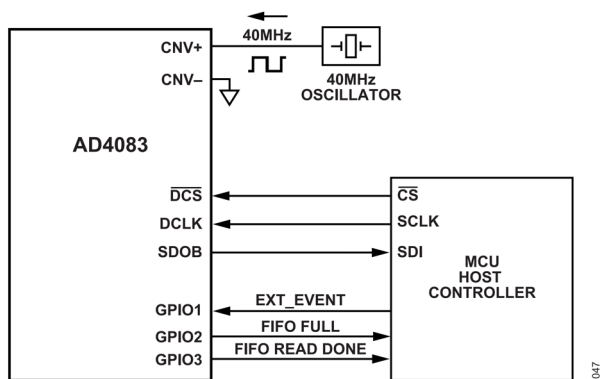 40MHz
CNV+
CNV–
40MHz
OSCILLATOR
AD4083
DCS
CS
DCLK
SCLK
SDOB
SDI
MCU
HOST
CONTROLLER
GPIO1
EXT_EVENT
GPIO2
FIFO FULL
GPIO3
FIFO READ DONE
047